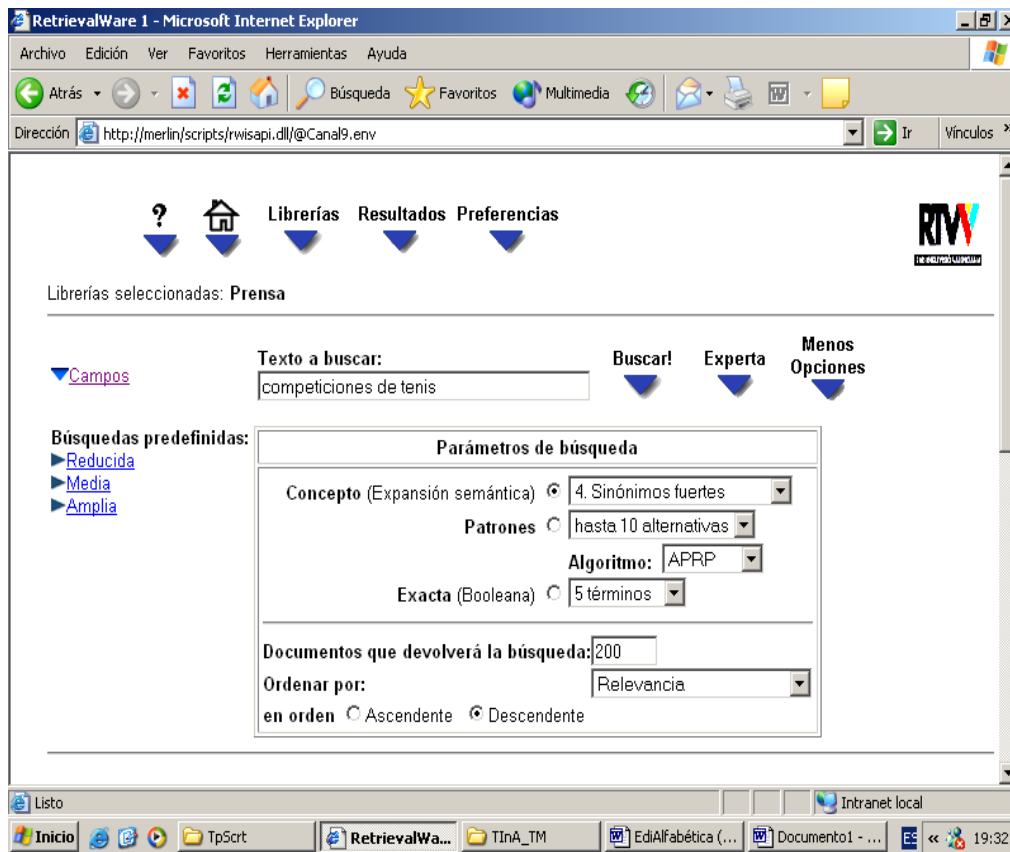 RetrievalWare 1 - Microsoft Internet Explorer
Archivo Edición Ver Favoritos Herramientas Ayuda
Atrás Búsqueda Favoritos Multimedia
Dirección http://merlin/scripts/rwisapi.dll/@Canal9.env Ir Vínculos »
? Librerías Resultados Preferencias
RTVV
Librerías seleccionadas: Prensa
Campos
Texto a buscar:
competiciones de tenis
Buscar! Experta Menos Opciones
Búsquedas predefinidas:
Reducida
Media
Amplia
Parámetros de búsqueda
Concepto (Expansión semántica) 4. Sinónimos fuertes
Patrones hasta 10 alternativas
Algoritmo: APRP
Exacta (Booleana) 5 términos
Documentos que devolverá la búsqueda: 200
Ordenar por: Relevancia
en orden Ascendente Descendente
Listo Intranet local
Inicio TpScrt RetrievalWa... TInA_TM EdiAlfabética (... Documento1 - ... ES « 19:32